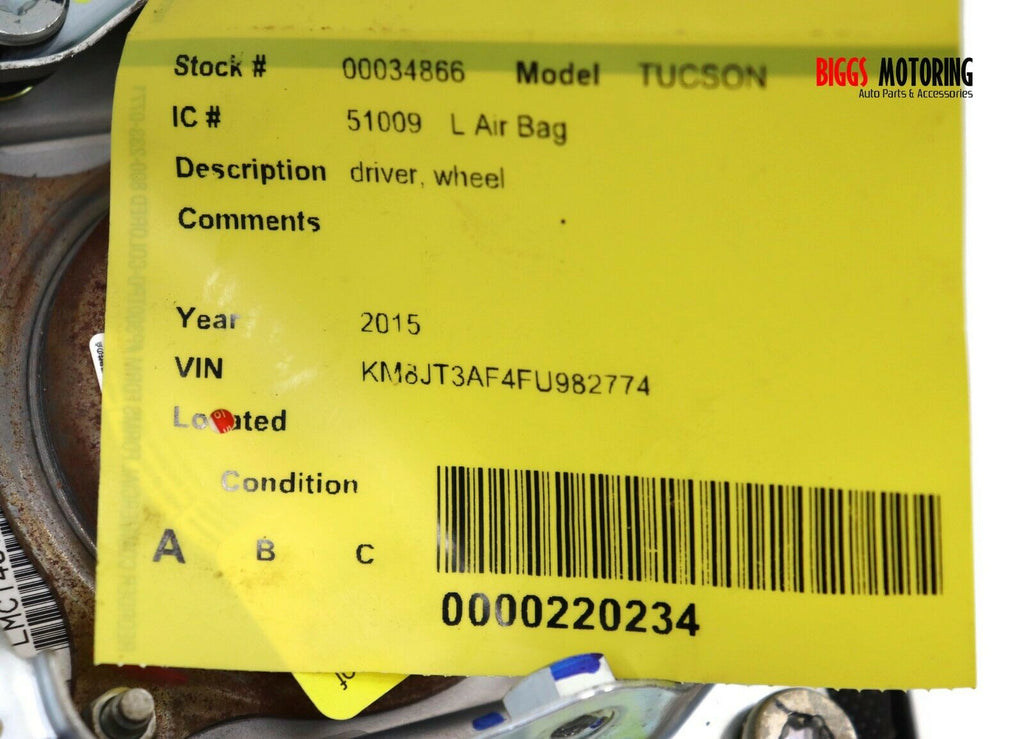 Stock # 00034866 Model TUCSON
BIGGS MOTORING
Auto Parts & Accessories
IC # 51009 L Air Bag
Description driver, wheel
Comments
Year 2015
VIN KM8JT3AF4FU982774
Located
Condition
A B C
0000220234